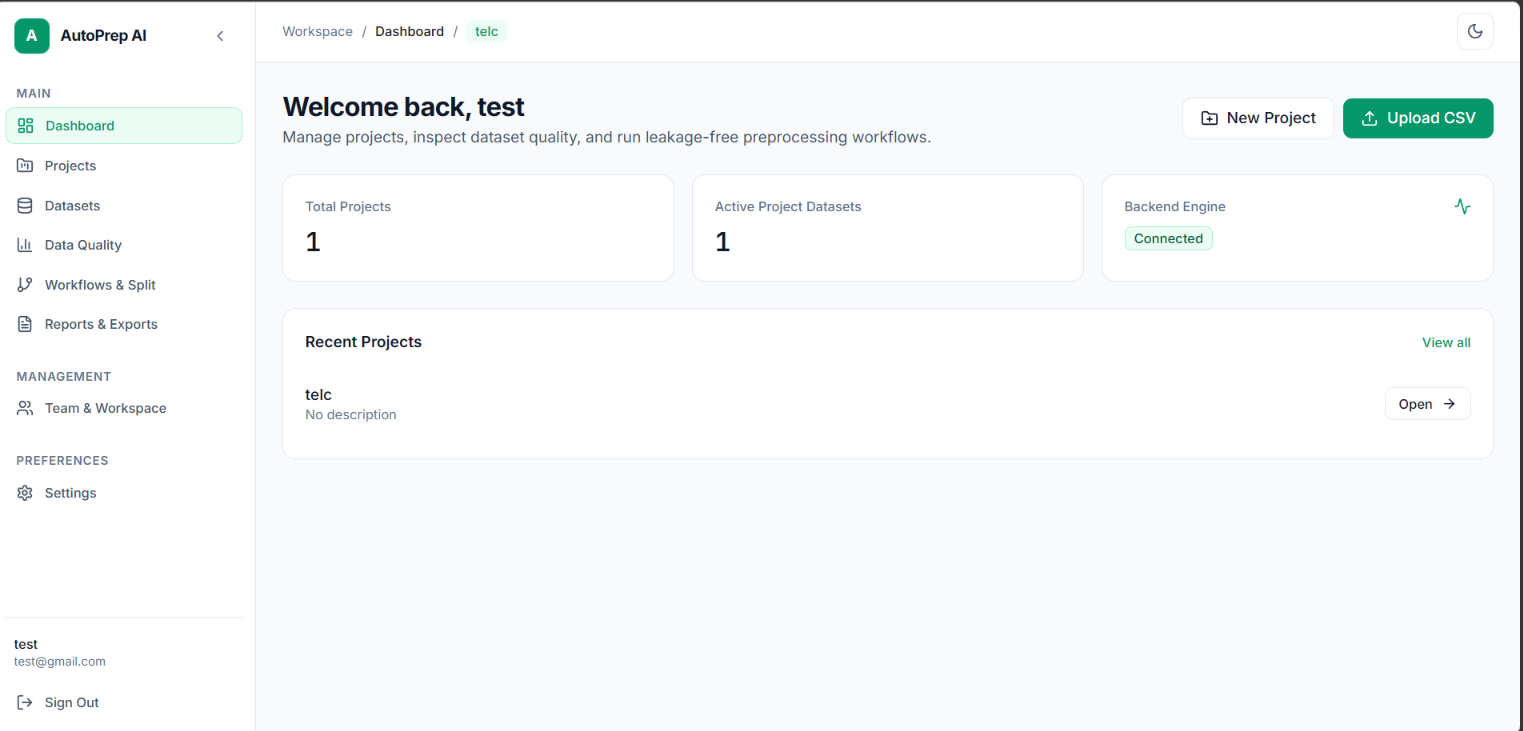 A AutoPrep AI
MAIN
Dashboard
Projects
Datasets
Data Quality
Workflows & Split
Reports & Exports
MANAGEMENT
Team & Workspace
PREFERENCES
Settings
test
test@gmail.com
Sign Out
Workspace / Dashboard / telc
Welcome back, test
Manage projects, inspect dataset quality, and run leakage-free preprocessing workflows.
New Project
Upload CSV
Total Projects
1
Active Project Datasets
1
Backend Engine
Connected
Recent Projects
View all
telc
No description
Open